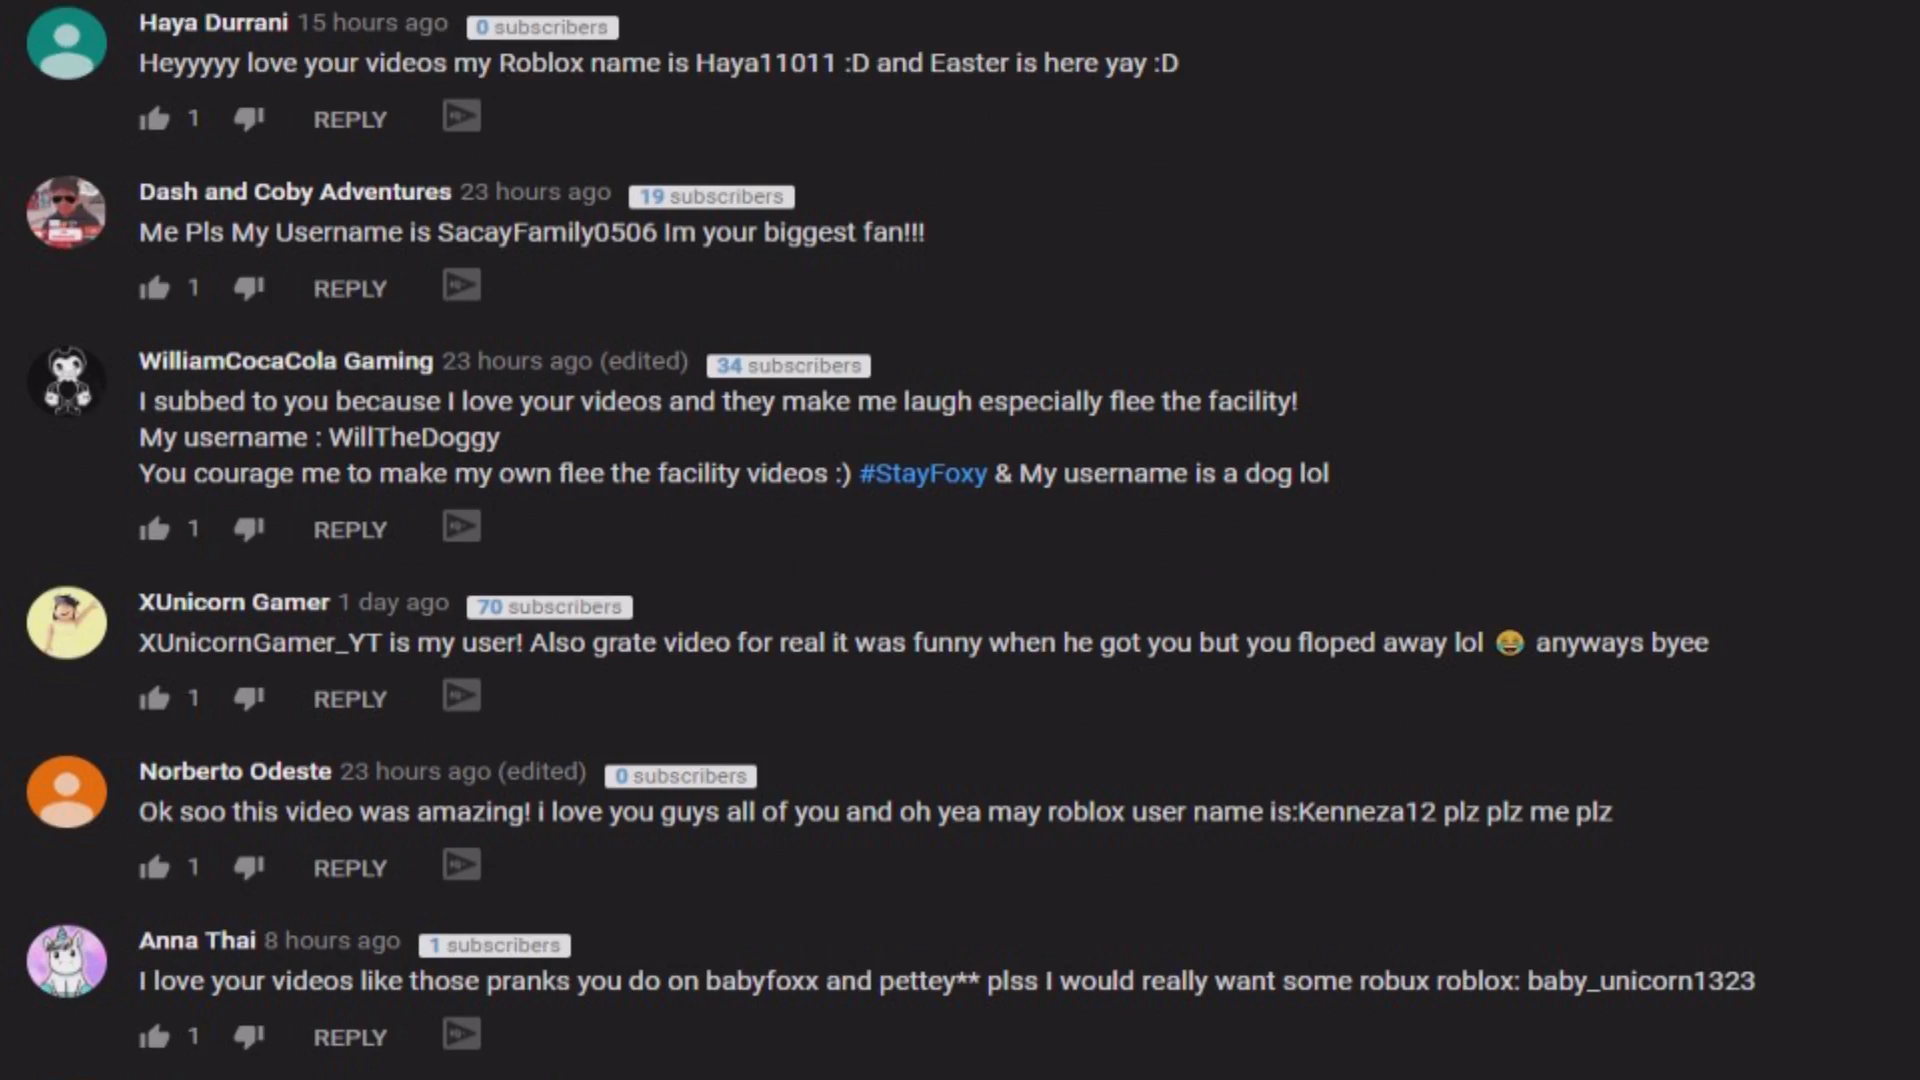 Haya Durrani 15 hours ago 0 subscribers
Heyyyyy love your videos my Roblox name is Haya11011 :D and Easter is here yay :D
1 REPLY
Dash and Coby Adventures 23 hours ago 19 subscribers
Me Pls My Username is SacayFamily0506 Im your biggest fan!!!
1 REPLY
WilliamCocaCola Gaming 23 hours ago (edited) 34 subscribers
I subbed to you because I love your videos and they make me laugh especially flee the facility!
My username : WillTheDoggy
You courage me to make my own flee the facility videos :) #StayFoxy & My username is a dog lol
1 REPLY
XUnicorn Gamer 1 day ago 70 subscribers
XUnicornGamer_YT is my user! Also grate video for real it was funny when he got you but you floped away lol 😂 anyways byee
1 REPLY
Norberto Odeste 23 hours ago (edited) 0 subscribers
Ok soo this video was amazing! i love you guys all of you and oh yea may roblox user name is:Kenneza12 plz plz me plz
1 REPLY
Anna Thai 8 hours ago 1 subscribers
I love your videos like those pranks you do on babyfoxx and pettey** plss I would really want some robux roblox: baby_unicorn1323
1 REPLY